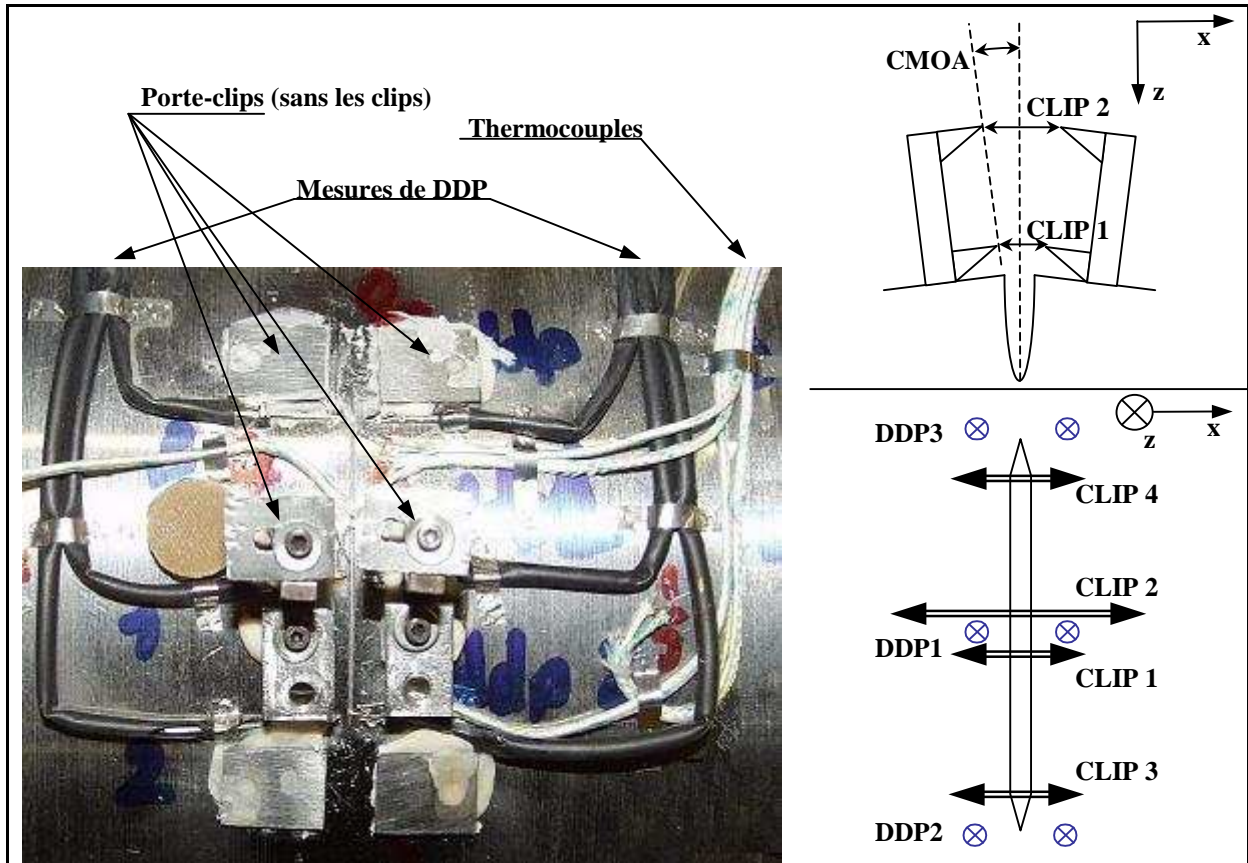 Porte-clips (sans les clips)
Thermocouples
Mesures de DDP
x
CMOA
z
CLIP 2
CLIP 1
z
x
DDP3
CLIP 4
CLIP 2
DDP1
CLIP 1
CLIP 3
DDP2